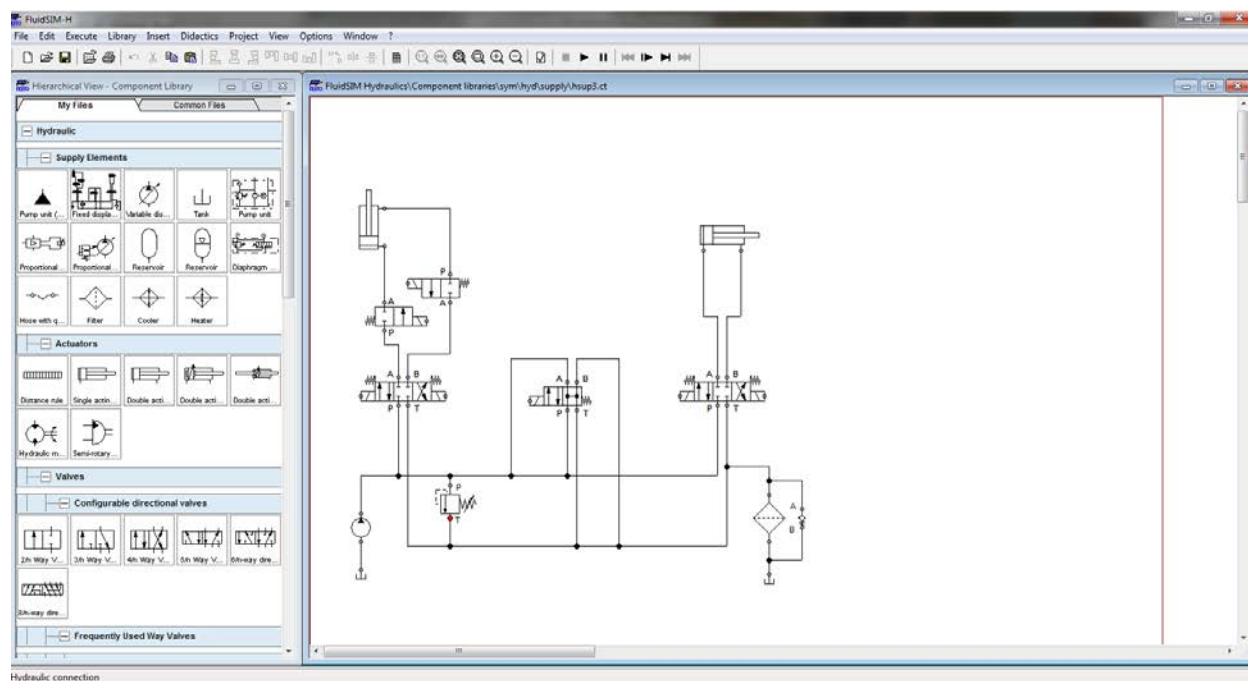 FluidSIM-H
File Edit Execute Library Insert Didactics Project View Options Window ?
Hierarchical View - Component Library
My Files Common Files
Hydraulic
Supply Elements
Pump unit (... Fixed displa... Variable dis... Tank Pump unit
Proportional... Proportional... Reservoir Reservoir Diaphragm ...
Hose with q... Filter Cooler Heater
Actuators
Distance rule Single actin... Double acti... Double acti... Double acti...
Hydraulic m... Semi-rotary...
Valves
Configurable directional valves
2/n Way V... 3/n Way V... 4/n Way V... 5/n Way V... 6/n-way dire...
8/n-way dire...
Frequently Used Way Valves
FluidSIM Hydraulics\Component libraries\sym\hyd\supply\hsup3.ct
P
A A
P
A B A B A B
P T P T P T
P
T
A
B
Hydraulic connection